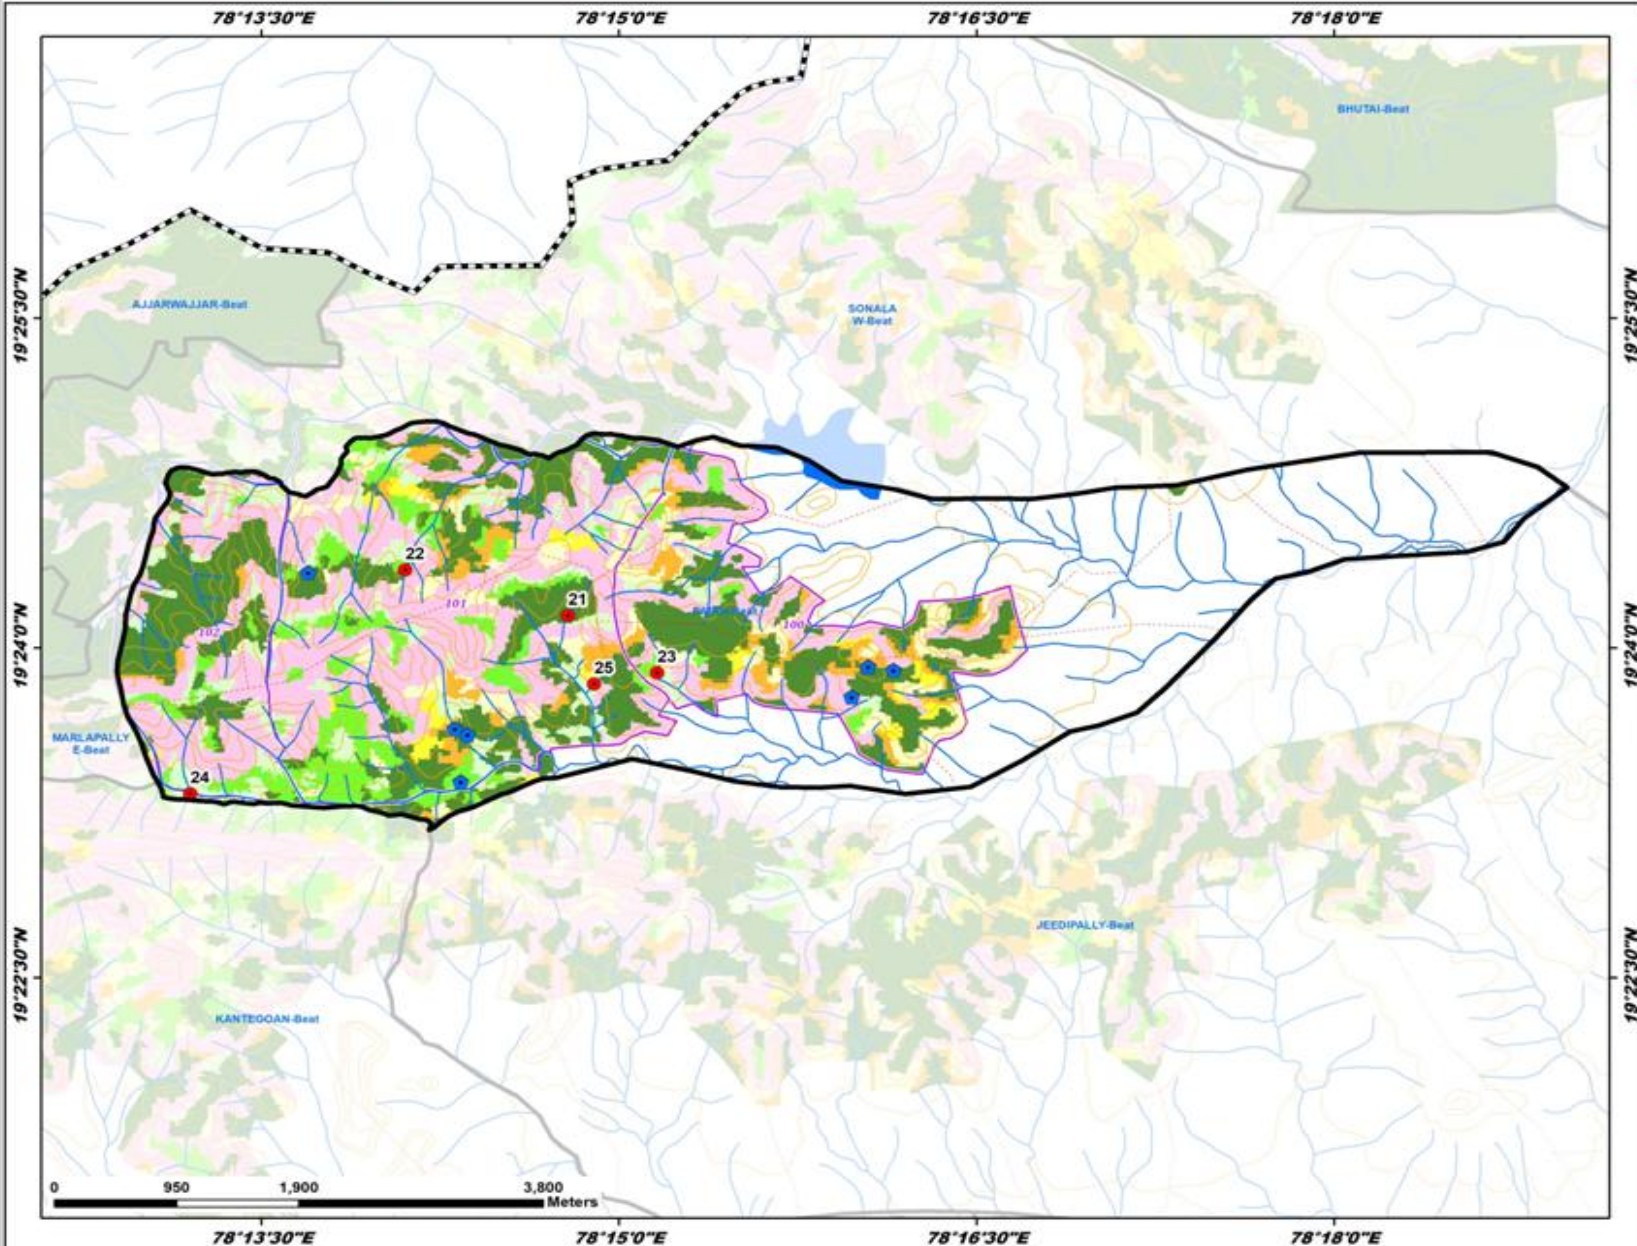 78°13'30"E
78°15'0"E
78°16'30"E
78°18'0"E
BHUTAI-Beat
19°25'30"N
19°25'30"N
AJJARWAJJAR-Beat
SONALA
W-Beat
22
21
101
100
102
19°24'0"N
19°24'0"N
23
25
MARLAPALLY
E-Beat
24
JEEDIPALLY-Beat
19°22'30"N
19°22'30"N
KANTEGOAN-Beat
0
950
1,900
3,800
Meters
78°13'30"E
78°15'0"E
78°16'30"E
78°18'0"E